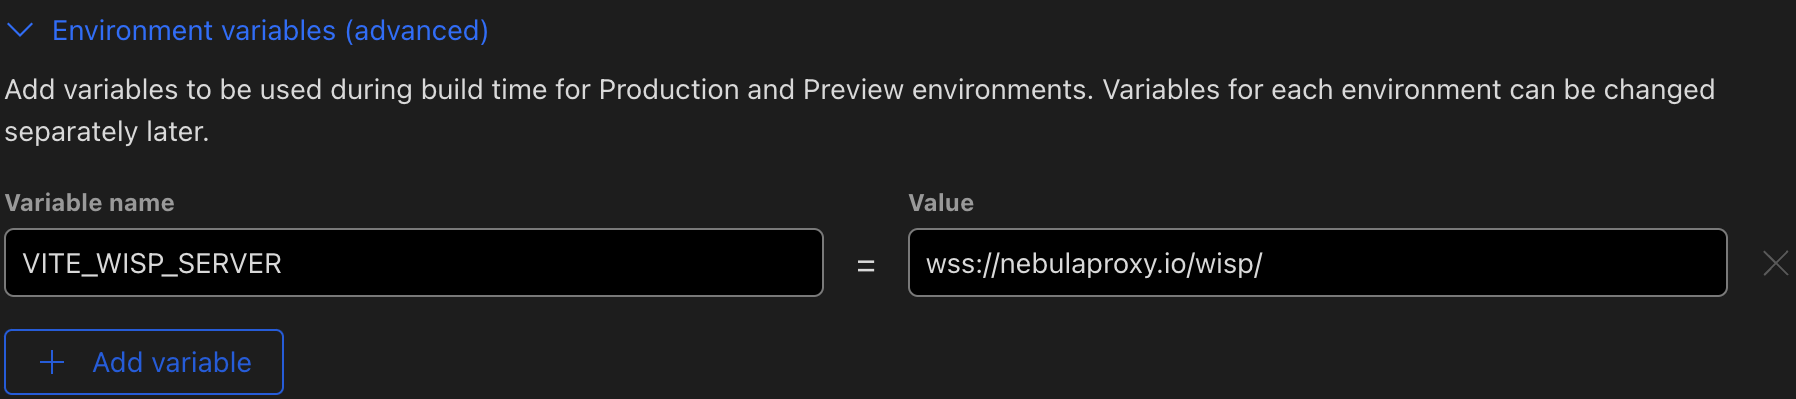 Environment variables (advanced)
Add variables to be used during build time for Production and Preview environments. Variables for each environment can be changed
separately later.
Variable name
Value
VITE_WISP_SERVER
=
wss://nebulaproxy.io/wisp/
+ Add variable